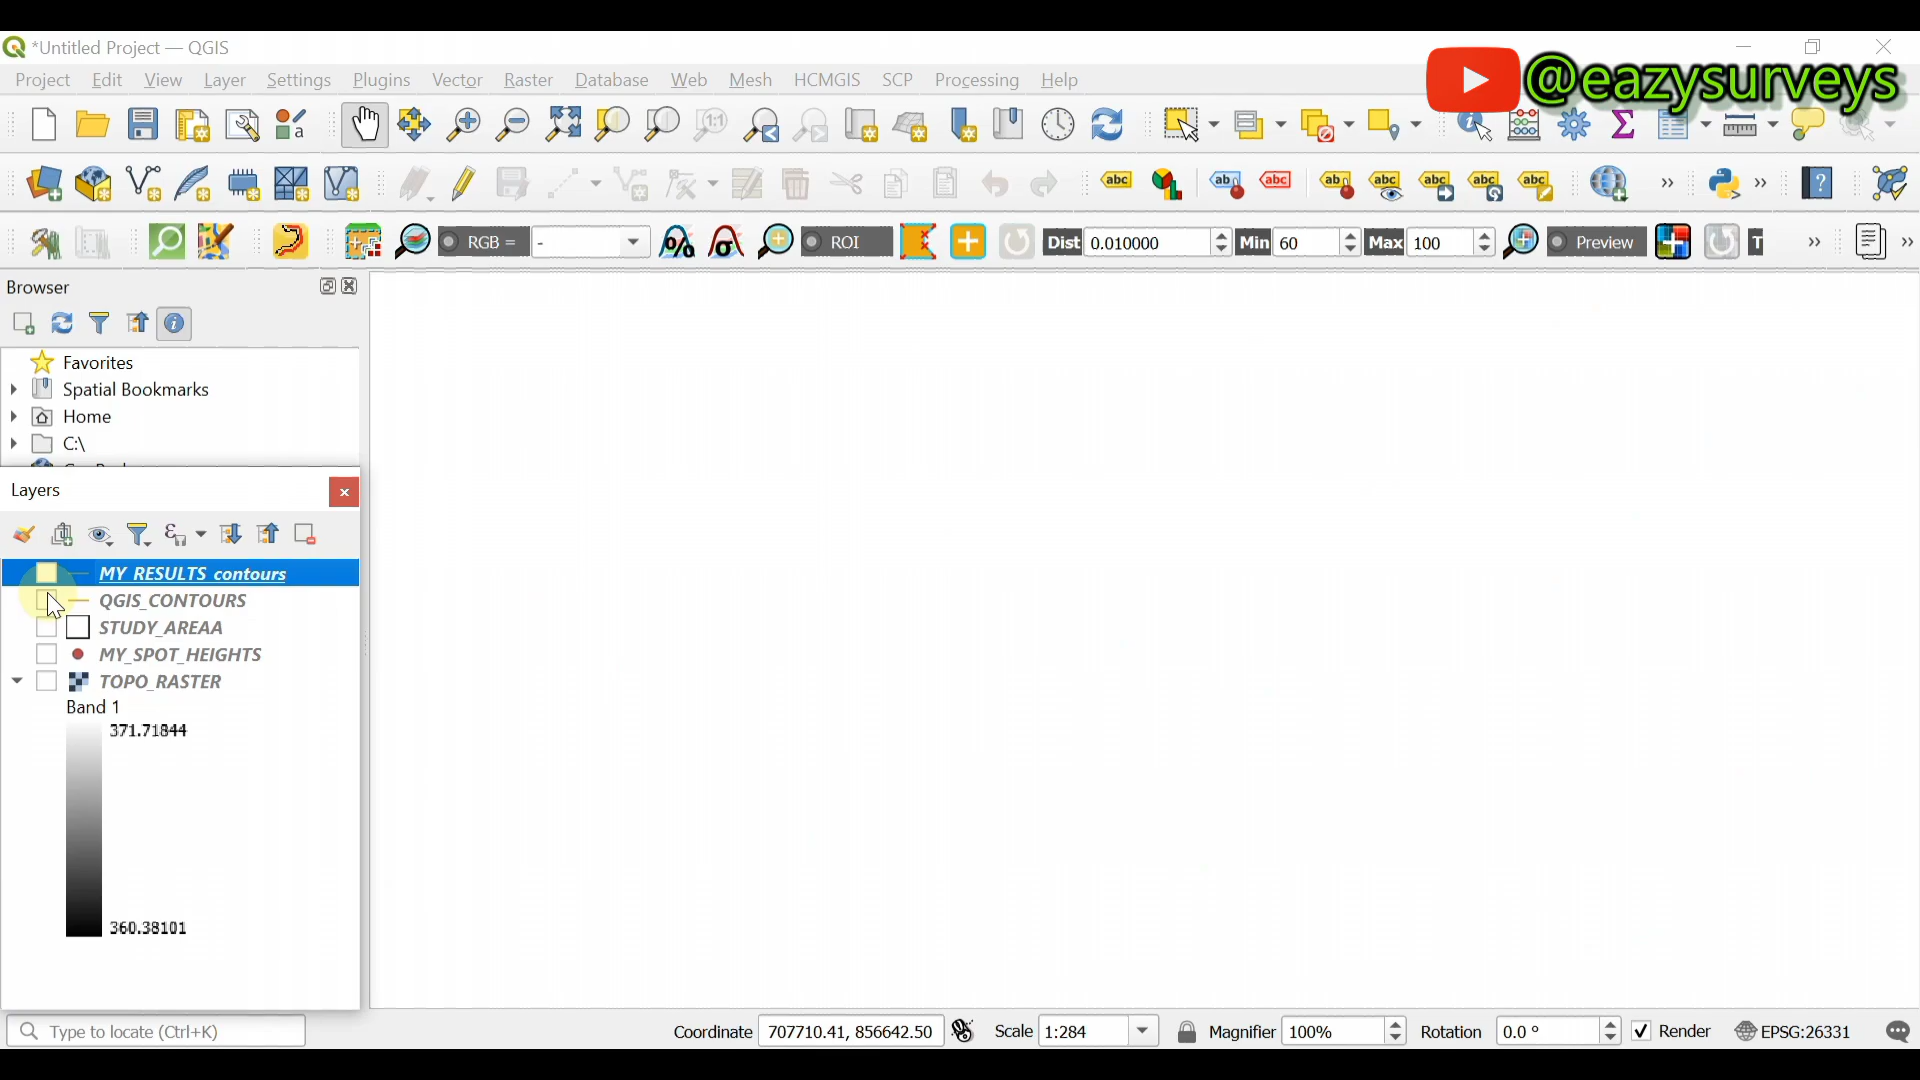 *Untitled Project — QGIS
@eazysurveys
Project Edit View Layer Settings Plugins Vector Raster Database Web Mesh HCMGIS SCP Processing Help
RGB = - ROI Dist 0.010000 Min 60 Max 100 Preview T
Browser
Favorites
Spatial Bookmarks
Home
C:\
Layers
MY_RESULTS_contours
QGIS_CONTOURS
STUDY_AREAA
MY_SPOT_HEIGHTS
TOPO_RASTER
Band 1
371.71844
360.38101
Type to locate (Ctrl+K) Coordinate 707710.41, 856642.50 Scale 1:284 Magnifier 100% Rotation 0.0 ° Render EPSG:26331